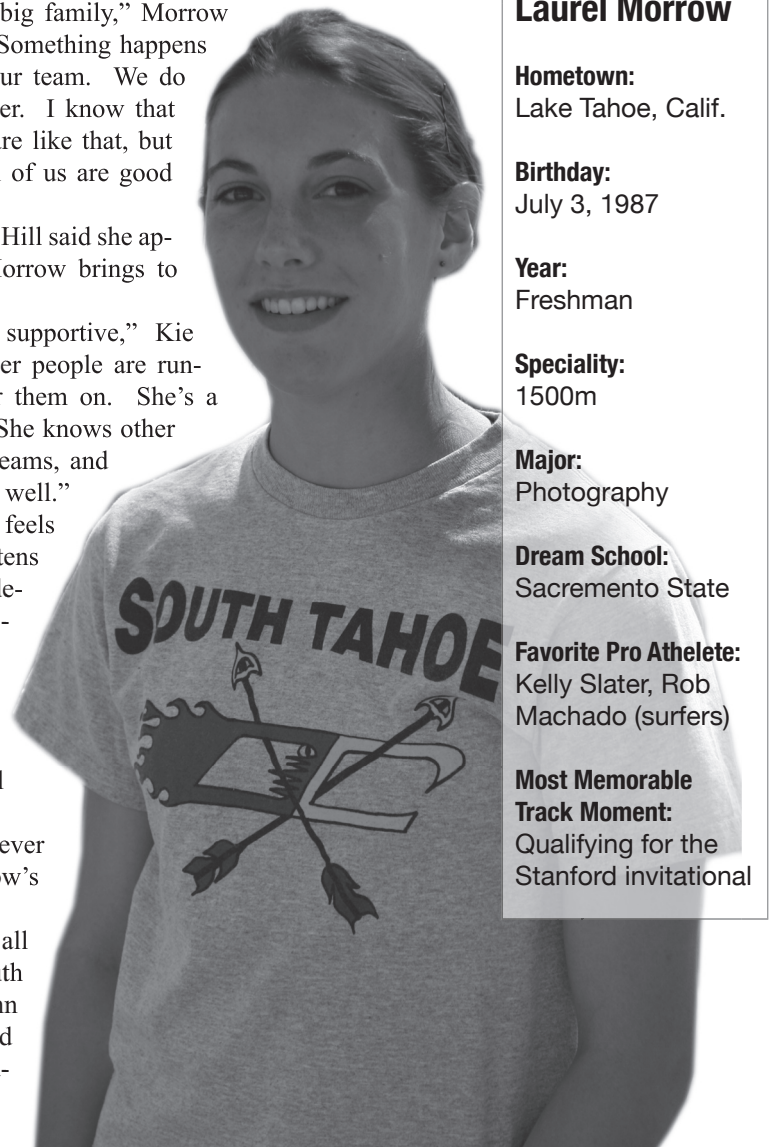 big family,” Morrow
Something happens
ur team. We do
er. I know that
re like that, but
of us are good
Hill said she ap-
orrow brings to
supportive,” Kie
er people are run-
them on. She’s a
She knows other
eams, and
well.”
feels
tens
le-
ever
ow’s
all
SOUTH TAHOE
Laurel Morrow
Hometown:
Lake Tahoe, Calif.
Birthday:
July 3, 1987
Year:
Freshman
Speciality:
1500m
Major:
Photography
Dream School:
Sacremento State
Favorite Pro Athelete:
Kelly Slater, Rob
Machado (surfers)
Most Memorable
Track Moment:
Qualifying for the
Stanford invitational